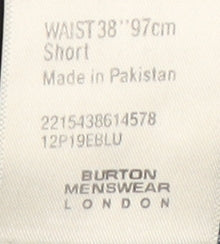 WAIST 38" 97cm
Short
Made in Pakistan
2215438614578
12P19EBLU
BURTON
MENSWEAR
LONDON